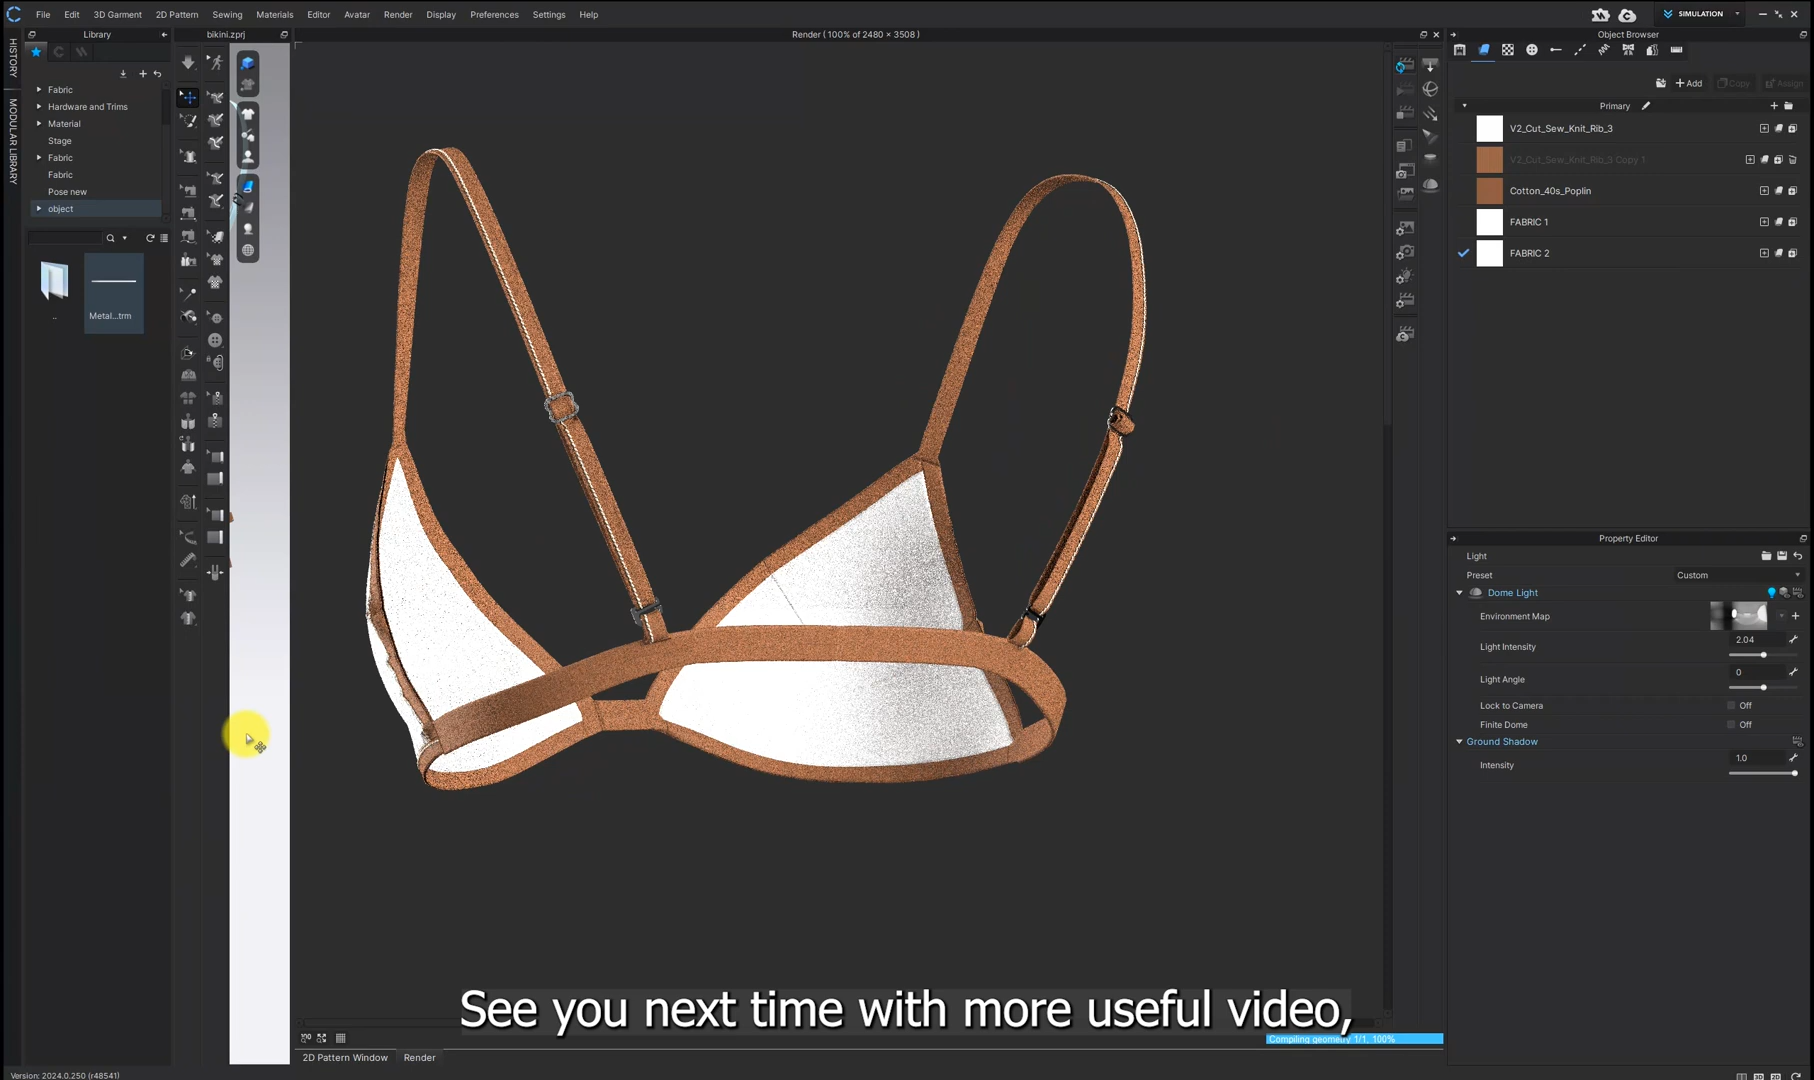 File Edit 3D Garment 2D Pattern Sewing Materials Editor Avatar Render Display Preferences Settings Help
SIMULATION
HISTORY
MODULAR LIBRARY
Library
Fabric
Hardware and Trims
Material
Stage
Fabric
Fabric
Pose new
object
..
Metal...trm
bikini.zprj
Render ( 100% of 2480 × 3508 )
Object Browser
+Add Copy Assign
Primary
V2_Cut_Sew_Knit_Rib_3
V2_Cut_Sew_Knit_Rib_3 Copy 1
Cotton_40s_Poplin
FABRIC 1
FABRIC 2
Property Editor
Light
Preset Custom
Dome Light
Environment Map
Light Intensity 2.04
Light Angle 0
Lock to Camera Off
Finite Dome Off
Ground Shadow
Intensity 1.0
See you next time with more useful video,
Compiling geometry 1/1, 100%
2D Pattern Window Render
Version: 2024.0.250 (r48541)